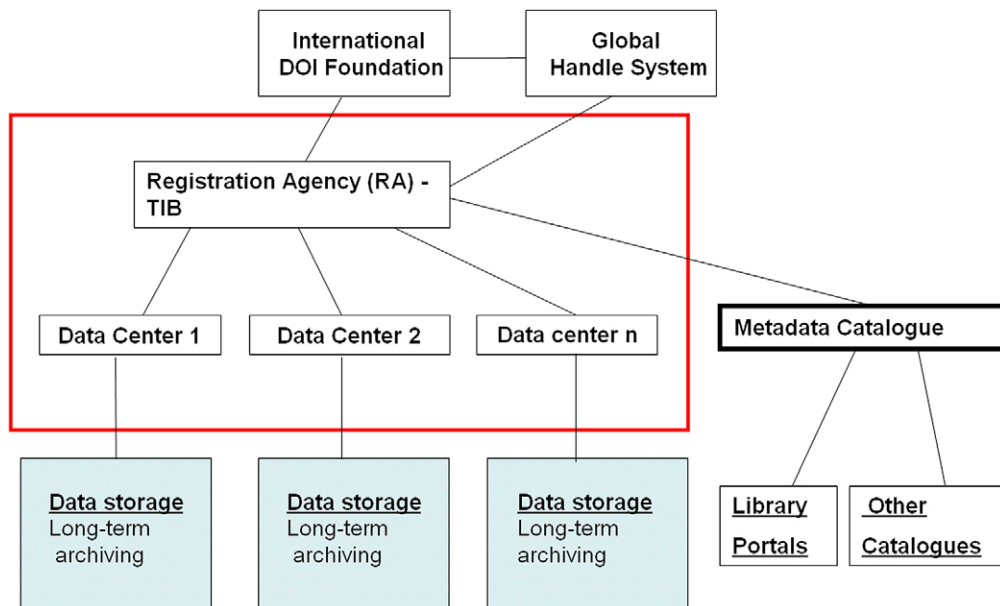 International
DOI Foundation
Global
Handle System
Registration Agency (RA) -
TIB
Data Center 1
Data Center 2
Data center n
Metadata Catalogue
Data storage
Long-term
archiving
Data storage
Long-term
archiving
Data storage
Long-term
archiving
Library
Portals
Other
Catalogues